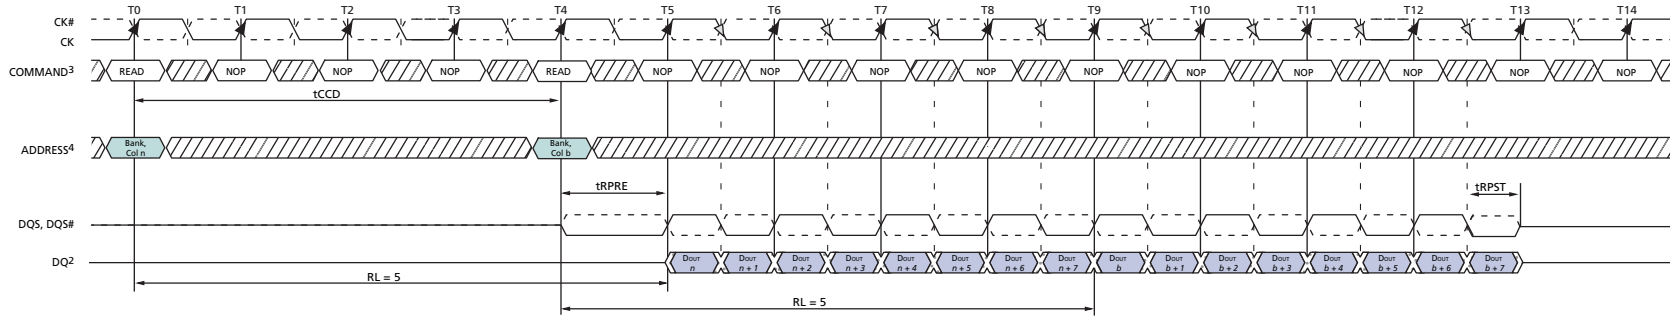 T0 T1 T2 T3 T4 T5 T6 T7 T8 T9 T10 T11 T12 T13 T14
CK#
CK
COMMAND3 READ NOP NOP NOP READ NOP NOP NOP NOP NOP NOP NOP NOP NOP NOP
tCCD
ADDRESS4 Bank, Col n Bank, Col b
tRPRE tRPST
DQS, DQS#
DQ2 DOUT n DOUT n + 1 DOUT n + 2 DOUT n + 3 DOUT n + 4 DOUT n + 5 DOUT n + 6 DOUT n + 7 DOUT b DOUT b + 1 DOUT b + 2 DOUT b + 3 DOUT b + 4 DOUT b + 5 DOUT b + 6 DOUT b + 7
RL = 5
RL = 5